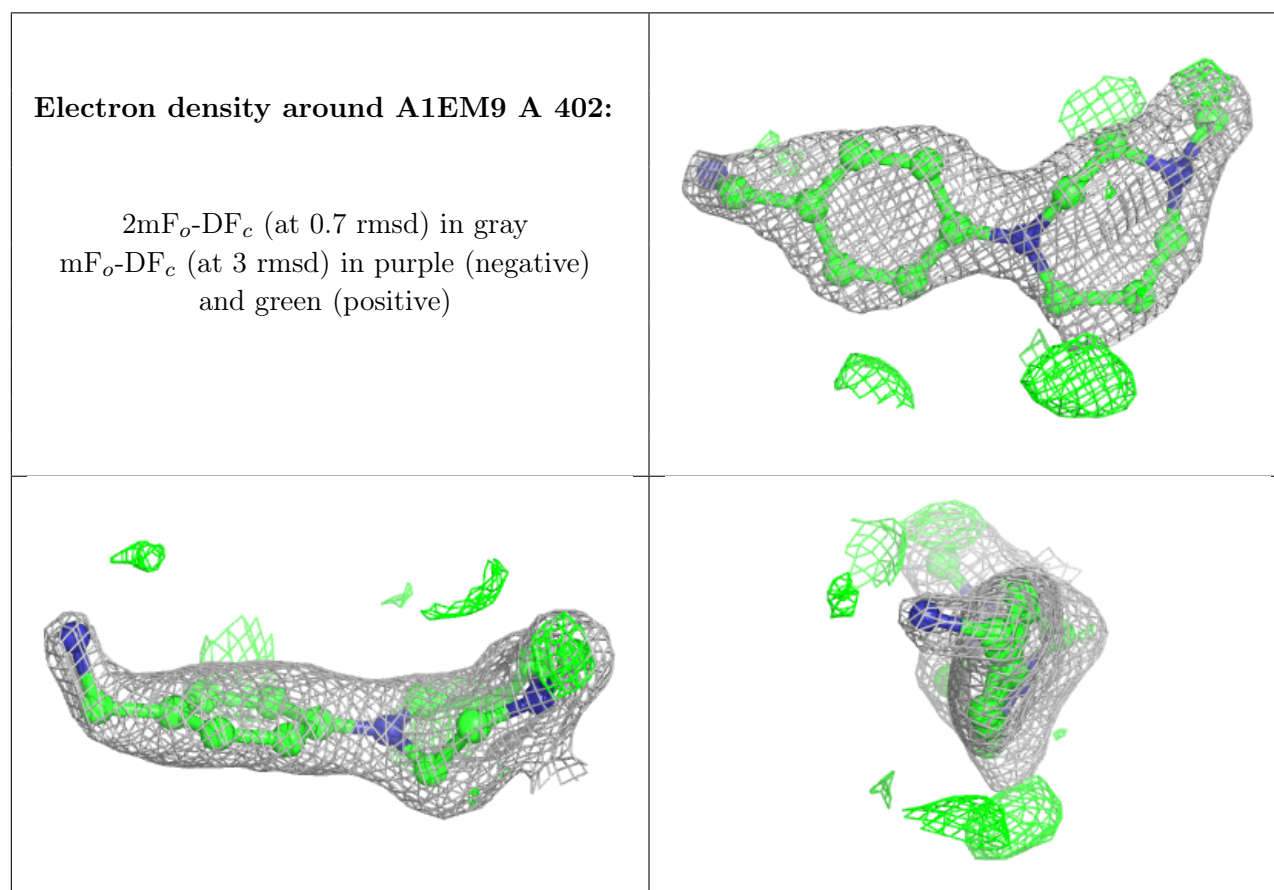 Electron density around A1EM9 A 402:
2mFₒ-DF𝒸 (at 0.7 rmsd) in gray
mFₒ-DF𝒸 (at 3 rmsd) in purple (negative)
and green (positive)